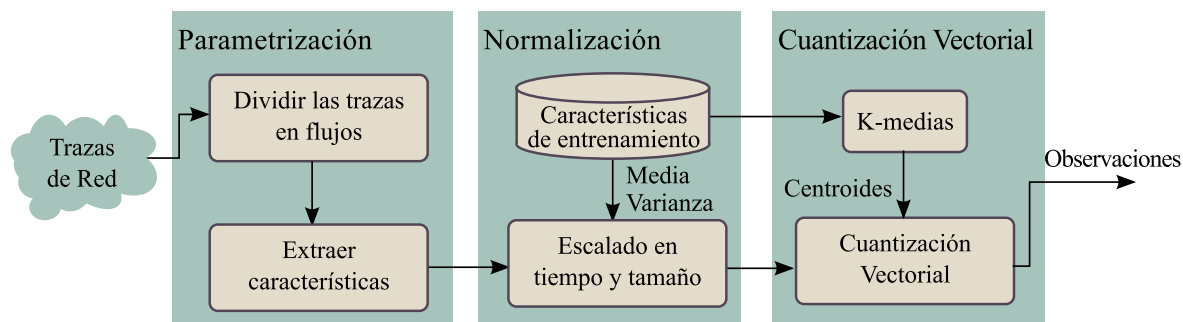 Parametrización
Normalización
Cuantización Vectorial
Trazas
de Red
Dividir las trazas
en flujos
Extraer
características
Características
de entrenamiento
Media
Varianza
Escalado en
tiempo y tamaño
K-medias
Centroides
Cuantización
Vectorial
Observaciones